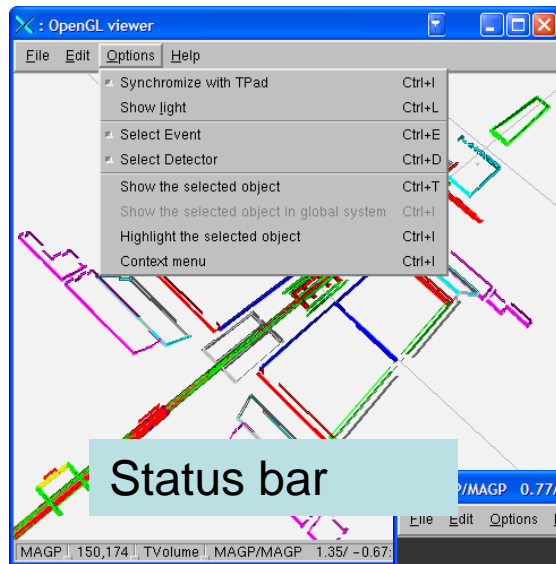 : OpenGL viewer
File Edit Options Help
Synchronize with TPad Ctrl+I
Show light Ctrl+L
Select Event Ctrl+E
Select Detector Ctrl+D
Show the selected object Ctrl+T
Show the selected object in global system Ctrl+I
Highlight the selected object Ctrl+I
Context menu Ctrl+I
Status bar
P/MAGP 0.77/
File Edit Options
MAGP 150,174 TVolume MAGP/MAGP 1.35/ -0.67: